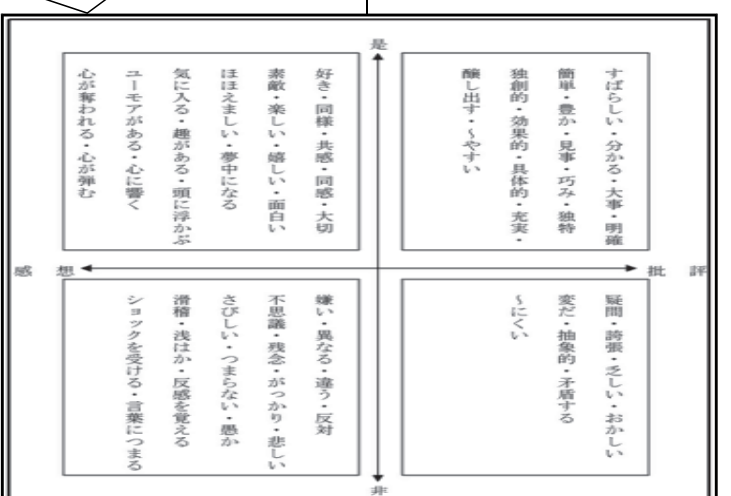 是
すばらしい・分かる・大事・明確
簡単・豊か・見事・巧み・独特
独創的・効果的・具体的・充実・
醸し出す・～やすい
好き・同様・共感・同感・大切
素敵・楽しい・嬉しい・面白い
ほほえましい・夢中になる
気に入る・趣がある・頭に浮かぶ
ユーモアがある・心に響く
心が奪われる・心が弾む
感 想
批 評
疑問・誇張・乏しい・おかしい
変だ・抽象的・矛盾する
～にくい
嫌い・異なる・違う・反対
不思議・残念・がっかり・悲しい
さびしい・つまらない・愚か
滑稽・浅はか・反感を覚える
ショックを受ける・言葉につまる
非